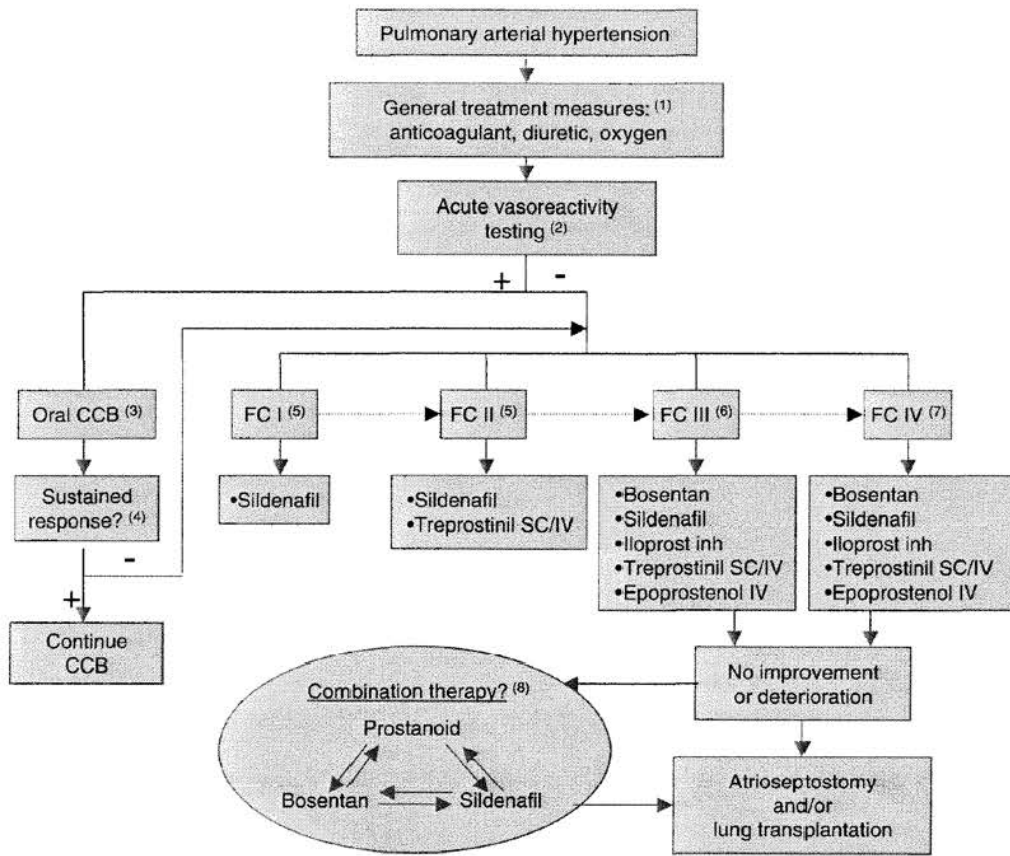 Pulmonary arterial hypertension
General treatment measures: (1)
anticoagulant, diuretic, oxygen
Acute vasoreactivity
testing (2)
+ -
Oral CCB (3)
FC I (5)
FC II (5)
FC III (6)
FC IV (7)
Sustained
response? (4)
•Sildenafil
•Sildenafil
•Treprostinil SC/IV
•Bosentan
•Sildenafil
•Iloprost inh
•Treprostinil SC/IV
•Epoprostenol IV
•Bosentan
•Sildenafil
•Iloprost inh
•Treprostinil SC/IV
•Epoprostenol IV
-
+
Continue
CCB
No improvement
or deterioration
Combination therapy? (8)
Prostanoid
Bosentan
Sildenafil
Atrioseptostomy
and/or
lung transplantation